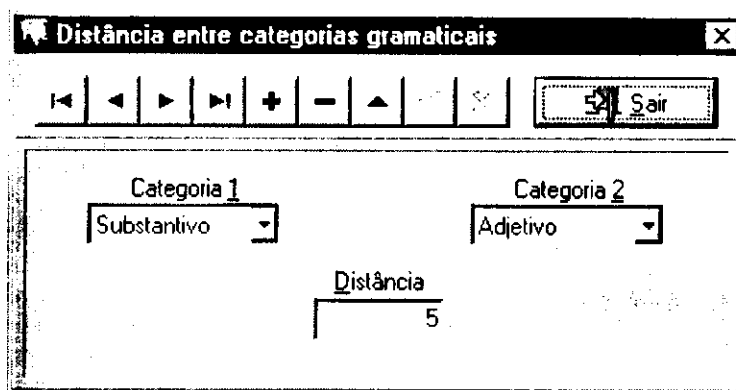 Distância entre categorias gramaticais
Sair
Categoria 1 Categoria 2
Substantivo Adjetivo
Distância
5